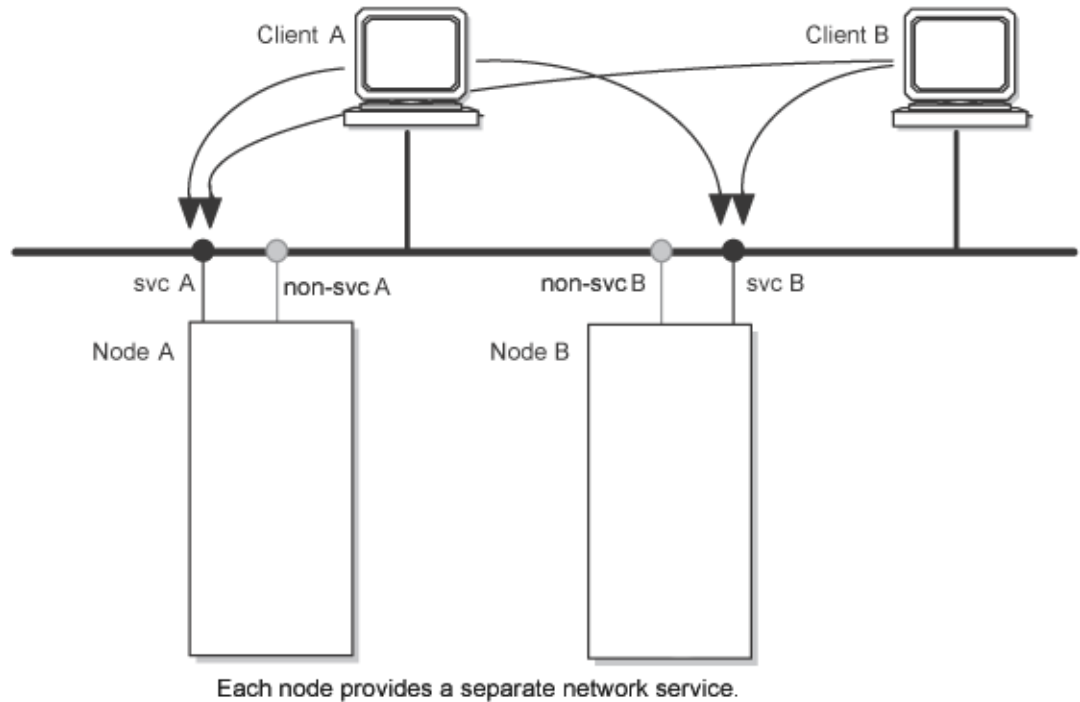 Client A
Client B
svc A
non-svc A
non-svc B
svc B
Node A
Node B
Each node provides a separate network service.